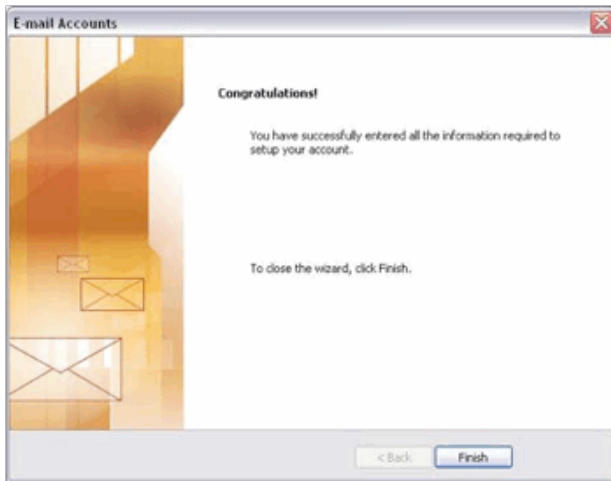 E-mail Accounts
Congratulations!
You have successfully entered all the information required to
setup your account.
To close the wizard, click Finish.
< Back
Finish